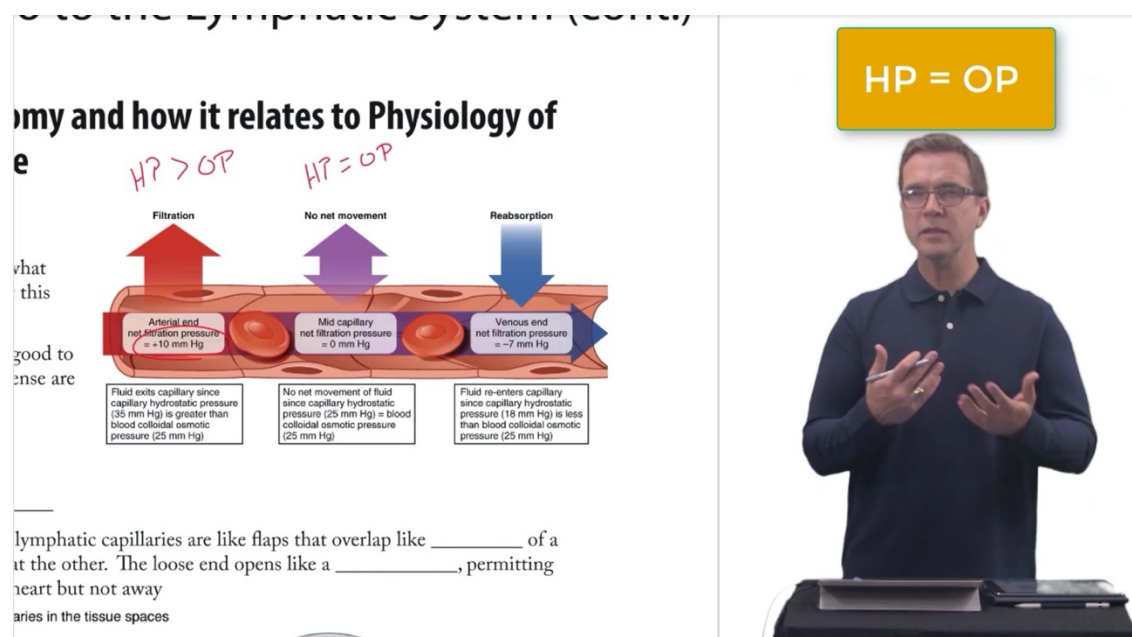 o to the Lymphatic System (cont.)
omy and how it relates to Physiology of
e
HP > OP
HP = OP
Filtration
No net movement
Reabsorption
Arterial end
net filtration pressure
= +10 mm Hg
Mid capillary
net filtration pressure
= 0 mm Hg
Venous end
net filtration pressure
= –7 mm Hg
Fluid exits capillary since
capillary hydrostatic pressure
(35 mm Hg) is greater than
blood colloidal osmotic
pressure (25 mm Hg)
No net movement of fluid
since capillary hydrostatic
pressure (25 mm Hg) = blood
colloidal osmotic pressure
(25 mm Hg)
Fluid re-enters capillary
since capillary hydrostatic
pressure (18 mm Hg) is less
than blood colloidal osmotic
pressure (25 mm Hg)
what
this
good to
ense are
lymphatic capillaries are like flaps that overlap like _________ of a
at the other. The loose end opens like a ____________, permitting
heart but not away
aries in the tissue spaces
HP = OP